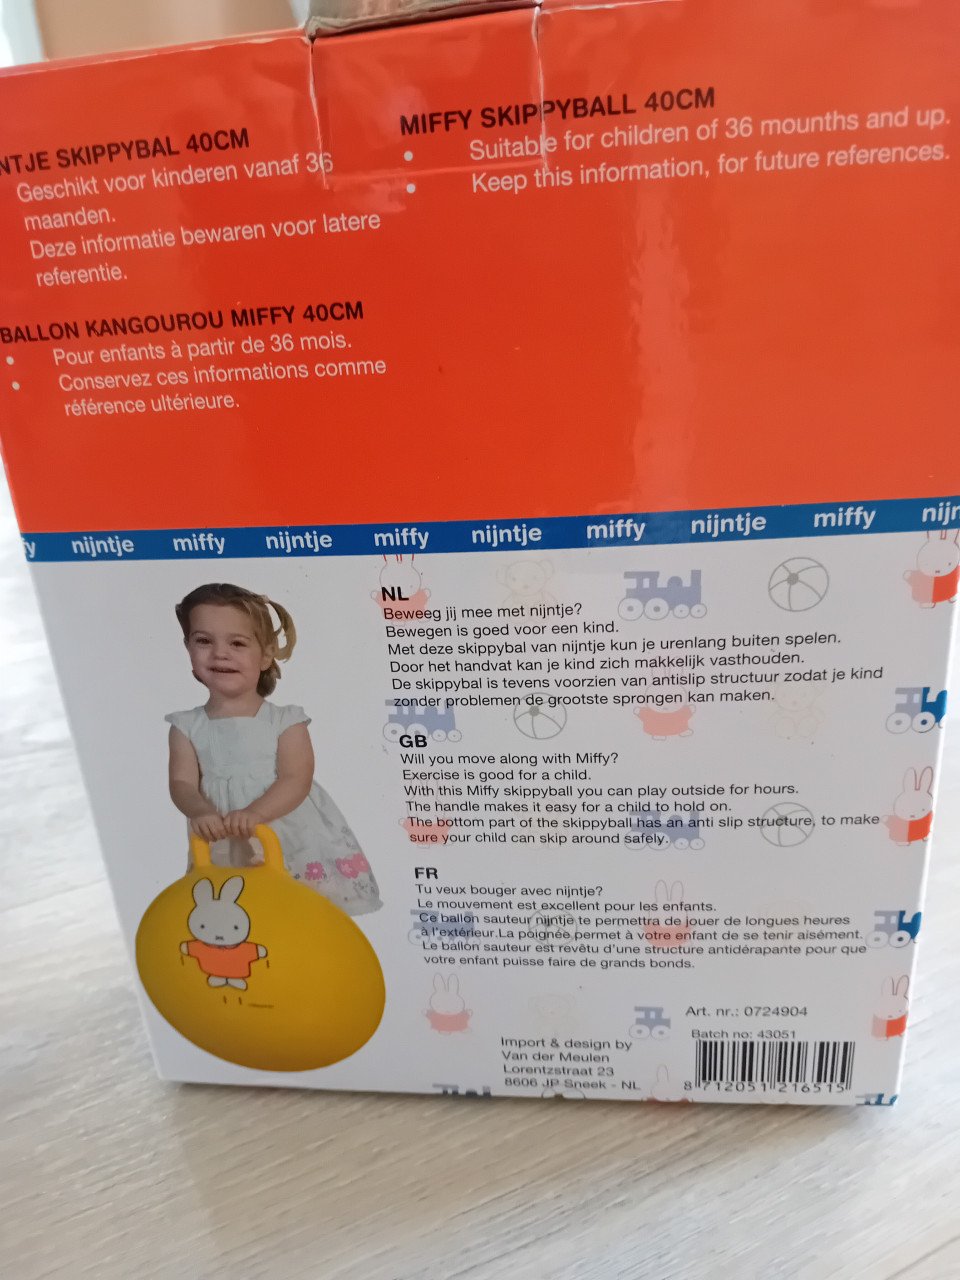 NTJE SKIPPYBAL 40CM
Geschikt voor kinderen vanaf 36
maanden.
Deze informatie bewaren voor latere
referentie.
BALLON KANGOUROU MIFFY 40CM
• Pour enfants à partir de 36 mois.
• Conservez ces informations comme
référence ultérieure.
MIFFY SKIPPYBALL 40CM
• Suitable for children of 36 mounths and up.
• Keep this information, for future references.
y nijntje miffy nijntje miffy nijntje miffy nijntje miffy nijn
NL
Beweeg jij mee met nijntje?
Bewegen is goed voor een kind.
Met deze skippybal van nijntje kun je urenlang buiten spelen.
Door het handvat kan je kind zich makkelijk vasthouden.
De skippybal is tevens voorzien van antislip structuur zodat je kind
zonder problemen de grootste sprongen kan maken.
GB
Will you move along with Miffy?
Exercise is good for a child.
With this Miffy skippyball you can play outside for hours.
The handle makes it easy for a child to hold on.
The bottom part of the skippyball has an anti slip structure, to make
sure your child can skip around safely.
FR
Tu veux bouger avec nijntje?
Le mouvement est excellent pour les enfants.
Ce ballon sauteur nijntje te permettra de jouer de longues heures
à l'extérieur.La poignée permet à votre enfant de se tenir aisément.
Le ballon sauteur est revêtu d'une structure antidérapante pour que
votre enfant puisse faire de grands bonds.
Art. nr.: 0724904
Batch no: 43051
Import & design by
Van der Meulen
Lorentzstraat 23
8606 JP Sneek - NL
8 712051 216515